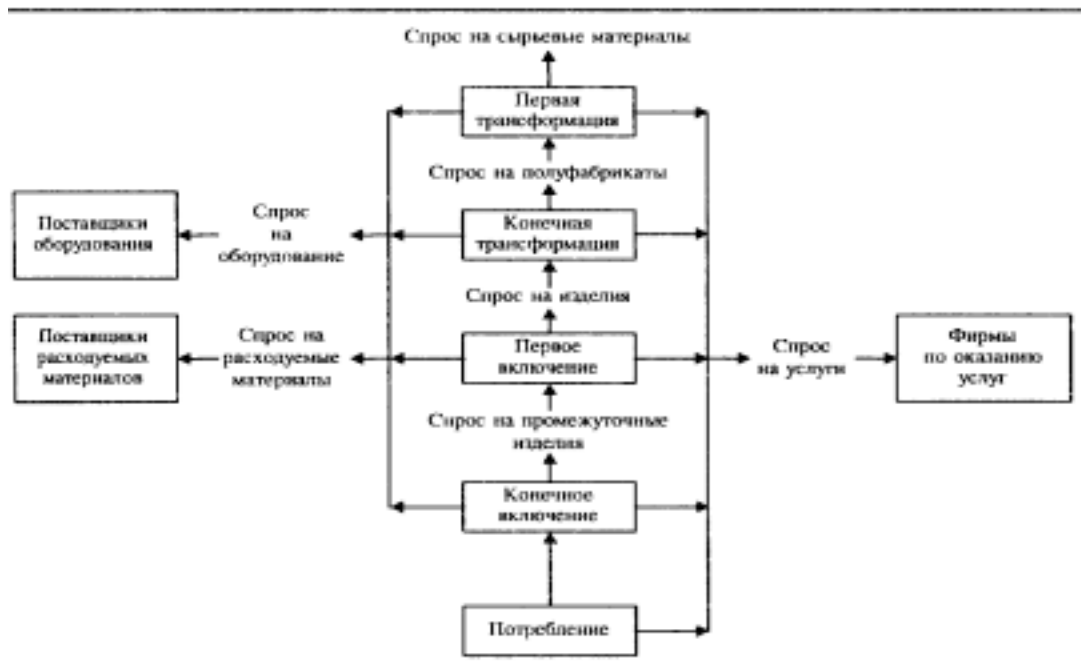 Спрос на сырьевые материалы
Первая
трансформация
Спрос на полуфабрикаты
Поставщики
оборудования
Спрос
на
оборудование
Конечная
трансформация
Спрос на изделия
Поставщики
расходуемых
материалов
Спрос на
расходуемые
материалы
Первое
включение
Спрос
на услуги
Фирмы
по оказанию
услуг
Спрос на промежуточные
изделия
Конечное
включение
Потребление